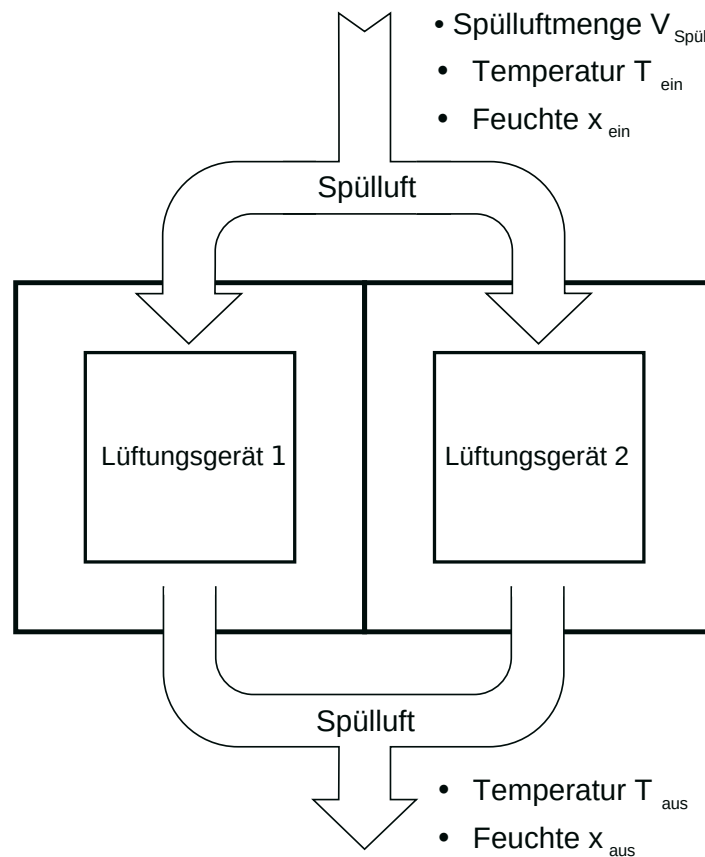 • Spülluftmenge V Spül
• Temperatur T ein
• Feuchte x ein
Spülluft
Lüftungsgerät 1
Lüftungsgerät 2
Spülluft
• Temperatur T aus
• Feuchte x aus